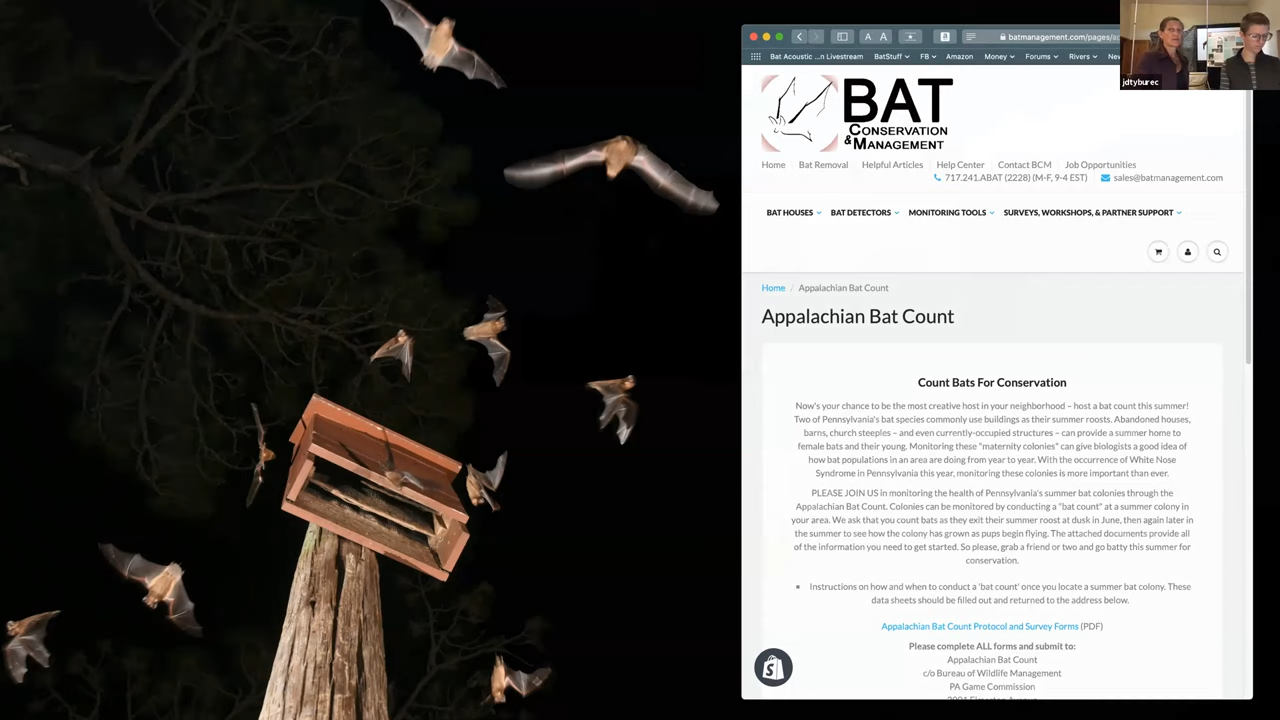 batmanagement.com/pages/a
Bat Acoustic ...n Livestream BatStuff FB Amazon Money Forums Rivers
jdtyburec
BAT
CONSERVATION
& MANAGEMENT
Home Bat Removal Helpful Articles Help Center Contact BCM Job Opportunities
717.241.ABAT (2228) (M-F, 9-4 EST) sales@batmanagement.com
BAT HOUSES BAT DETECTORS MONITORING TOOLS SURVEYS, WORKSHOPS, & PARTNER SUPPORT
Home / Appalachian Bat Count
Appalachian Bat Count
Count Bats For Conservation
Now's your chance to be the most creative host in your neighborhood – host a bat count this summer!
Two of Pennsylvania's bat species commonly use buildings as their summer roosts. Abandoned houses,
barns, church steeples – and even currently-occupied structures – can provide a summer home to
female bats and their young. Monitoring these "maternity colonies" can give biologists a good idea of
how bat populations in an area are doing from year to year. With the occurrence of White Nose
Syndrome in Pennsylvania this year, monitoring these colonies is more important than ever.
PLEASE JOIN US in monitoring the health of Pennsylvania's summer bat colonies through the
Appalachian Bat Count. Colonies can be monitored by conducting a "bat count" at a summer colony in
your area. We ask that you count bats as they exit their summer roost at dusk in June, then again later in
the summer to see how the colony has grown as pups begin flying. The attached documents provide all
of the information you need to get started. So please, grab a friend or two and go batty this summer for
conservation.
Instructions on how and when to conduct a 'bat count' once you locate a summer bat colony. These
data sheets should be filled out and returned to the address below.
Appalachian Bat Count Protocol and Survey Forms (PDF)
Please complete ALL forms and submit to:
Appalachian Bat Count
c/o Bureau of Wildlife Management
PA Game Commission